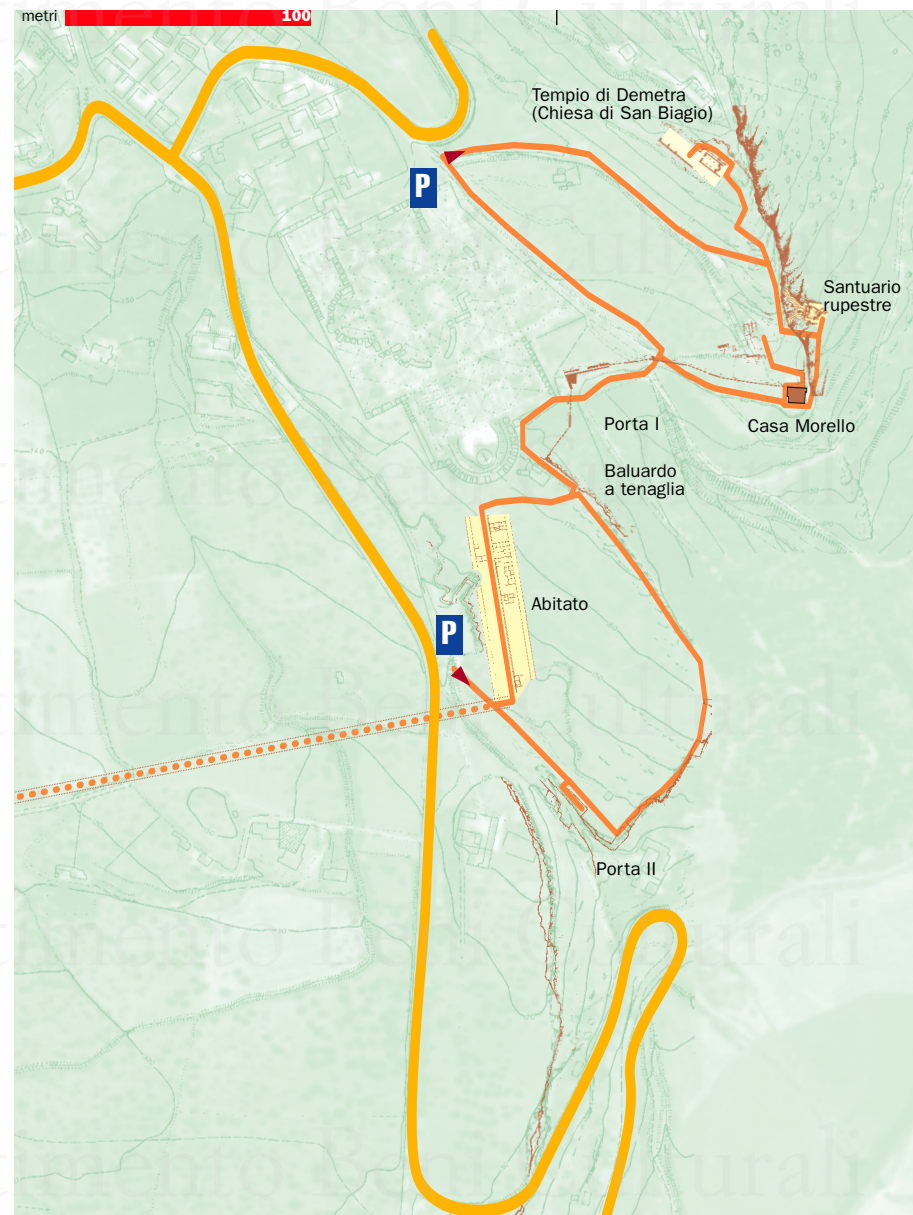 metri 100
Tempio di Demetra
(Chiesa di San Biagio)
P
Santuario
rupestre
Porta I
Casa Morello
Baluardo
a tenaglia
Abitato
P
Porta II